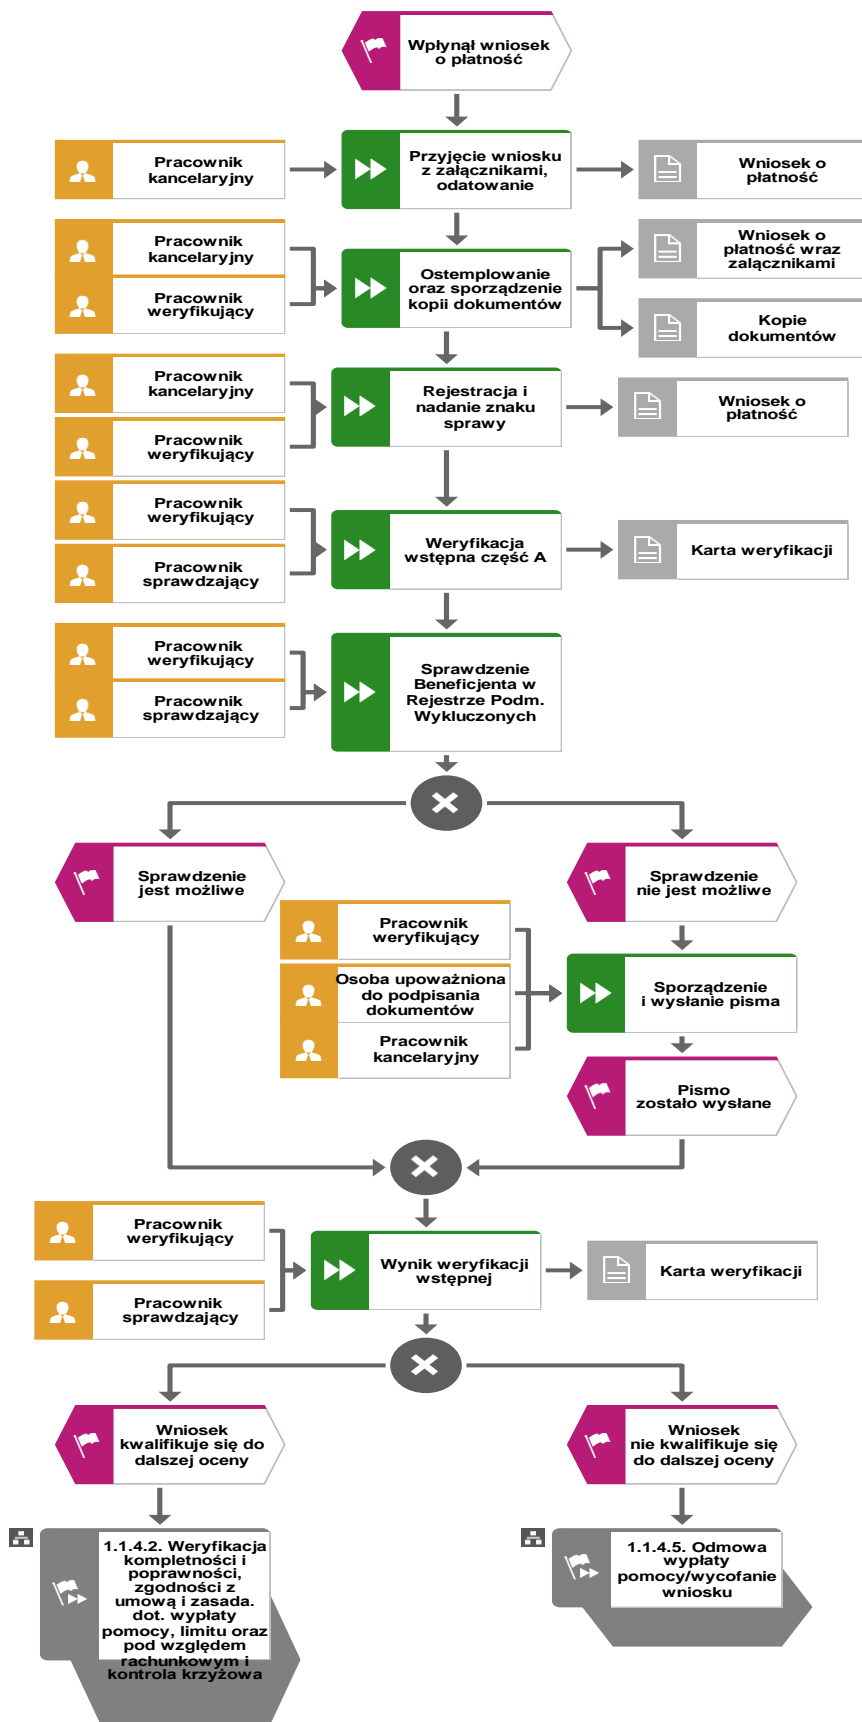 Wpłynął wniosek
o płatność
Pracownik
kancelaryjny
Przyjęcie wniosku
z załącznikami,
odatowanie
Wniosek o
płatność
Pracownik
kancelaryjny
Pracownik
weryfikujący
Ostemplowanie
oraz sporządzenie
kopii dokumentów
Wniosek o
płatność wraz
zalącznikami
Kopie
dokumentów
Pracownik
kancelaryjny
Pracownik
weryfikujący
Rejestracja i
nadanie znaku
sprawy
Wniosek o
płatność
Pracownik
weryfikujący
Pracownik
sprawdzający
Weryfikacja
wstępna część A
Karta weryfikacji
Pracownik
weryfikujący
Pracownik
sprawdzający
Sprawdzenie
Beneficjenta w
Rejestrze Podm.
Wykluczonych
Sprawdzenie
jest możliwe
Sprawdzenie
nie jest możliwe
Pracownik
weryfikujący
Osoba upoważniona
do podpisania
dokumentów
Pracownik
kancelaryjny
Sporządzenie
i wysłanie pisma
Pismo
zostało wysłane
Pracownik
weryfikujący
Pracownik
sprawdzający
Wynik weryfikacji
wstępnej
Karta weryfikacji
Wniosek
kwalifikuje się do
dalszej oceny
Wniosek
nie kwalifikuje się
do dalszej oceny
1.1.4.2. Weryfikacja
kompletności i
poprawności,
zgodności z
umową i zasada.
dot. wypłaty
pomocy, limitu oraz
pod względem
rachunkowym i
kontrola krzyżowa
1.1.4.5. Odmowa
wypłaty
pomocy/wycofanie
wniosku